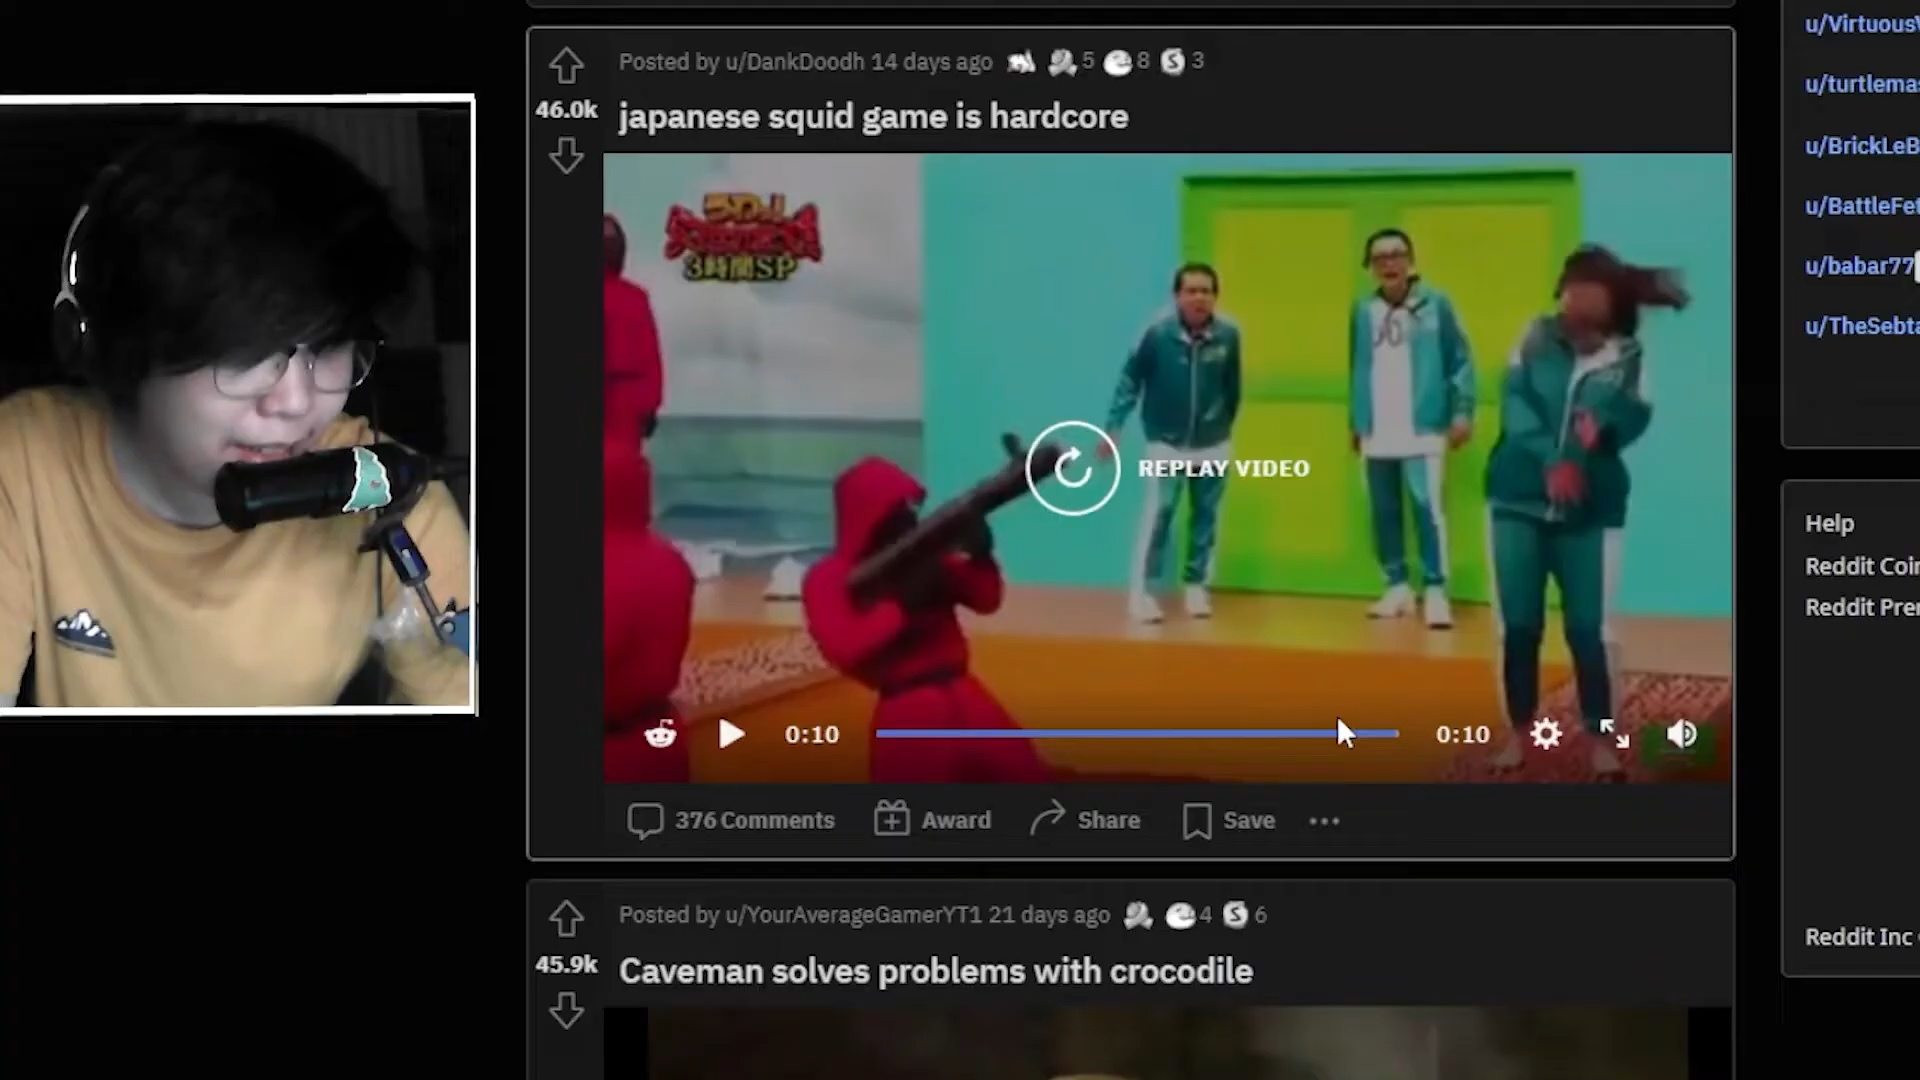 Posted by u/DankDoodh 14 days ago 5 8 S 3
46.0k
japanese squid game is hardcore
3時間SP
REPLAY VIDEO
0:10
0:10
376 Comments
Award
Share
Save
Posted by u/YourAverageGamerYT1 21 days ago 4 S 6
45.9k
Caveman solves problems with crocodile
u/Virtuous
u/turtlema
u/BrickLeB
u/BattleFe
u/babar77
u/TheSebta
Help
Reddit Coi
Reddit Pre
Reddit Inc